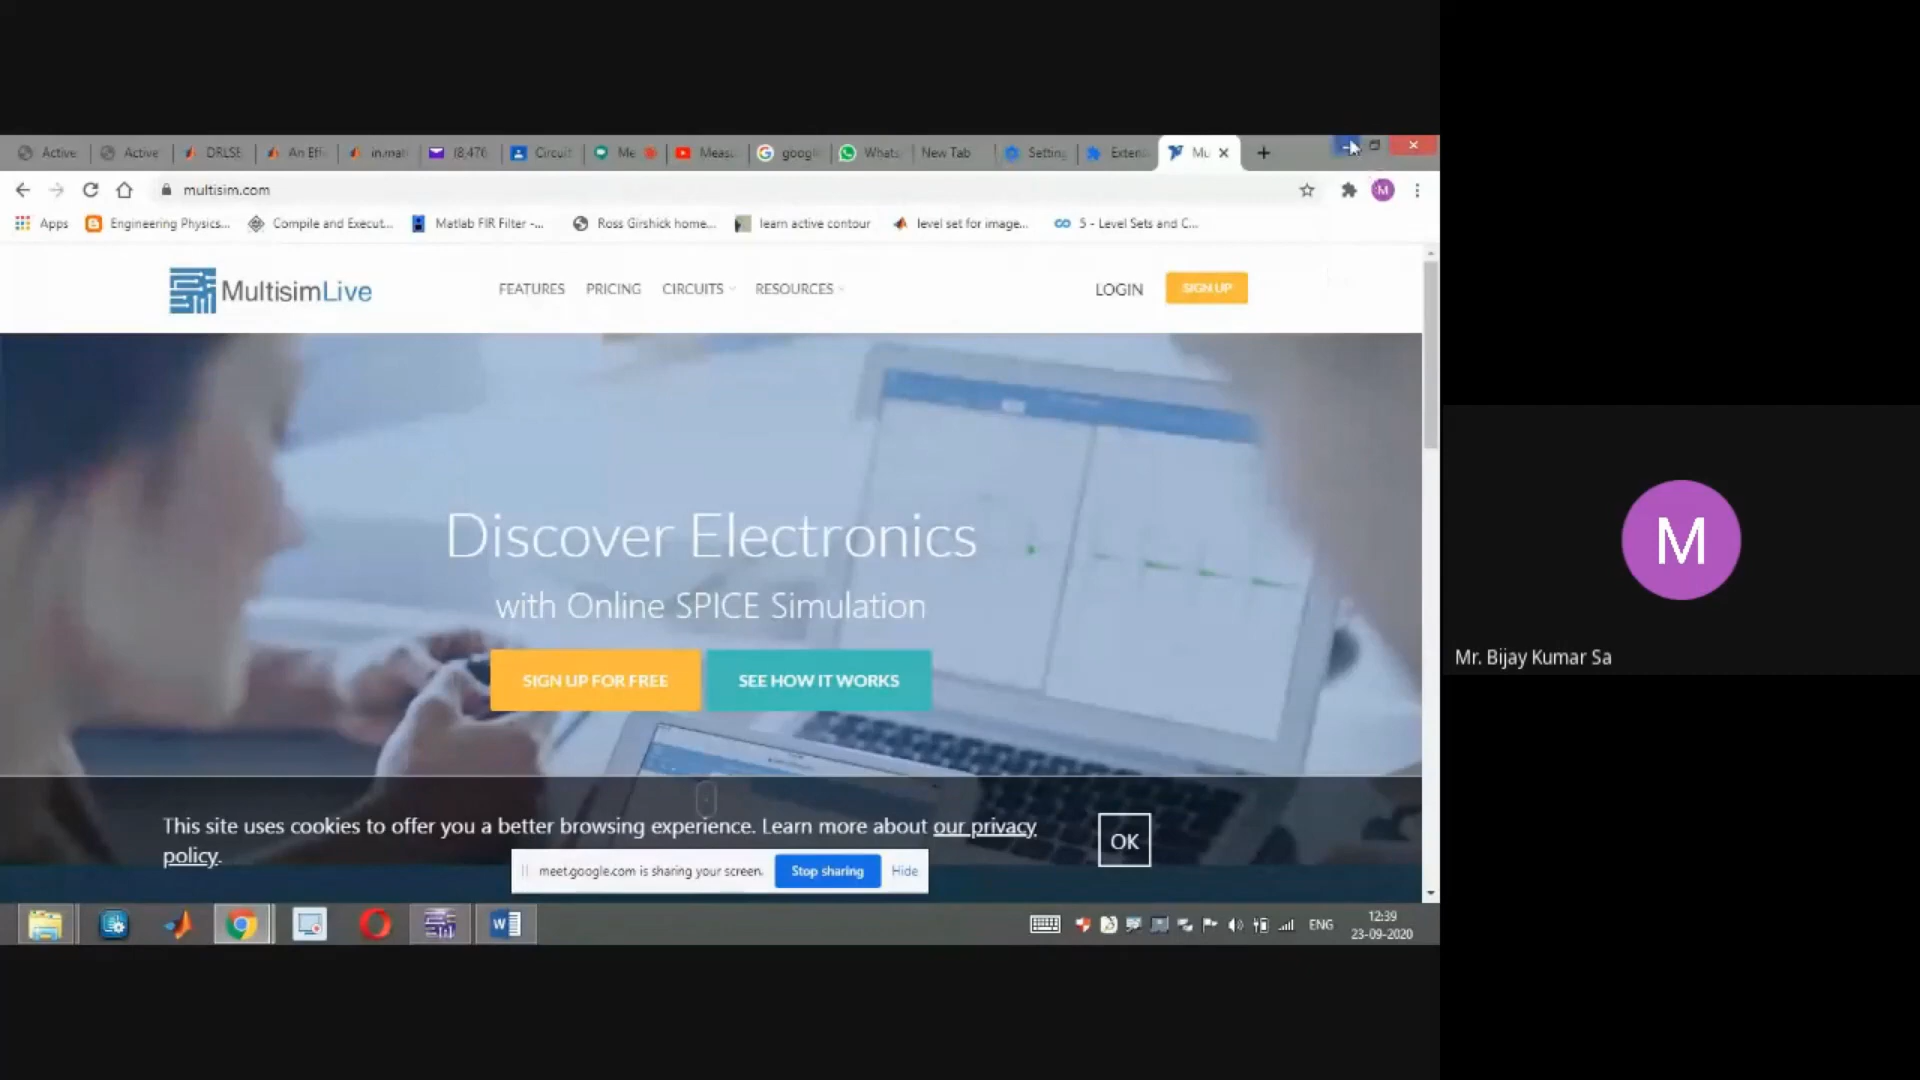 Active Active DRLSE An Effi in.mat (8,476 Circuit Me Meas googl Whats New Tab Setting Extens Mu
multisim.com M
Apps Engineering Physics... Compile and Execut... Matlab FIR Filter -... Ross Girshick home... learn active contour level set for image... 5 - Level Sets and C...
MultisimLive FEATURES PRICING CIRCUITS RESOURCES LOGIN SIGN UP
Discover Electronics
with Online SPICE Simulation
SIGN UP FOR FREE SEE HOW IT WORKS
This site uses cookies to offer you a better browsing experience. Learn more about our privacy
policy.
OK
meet.google.com is sharing your screen. Stop sharing Hide
ENG 12:39
23-09-2020
M
Mr. Bijay Kumar Sa